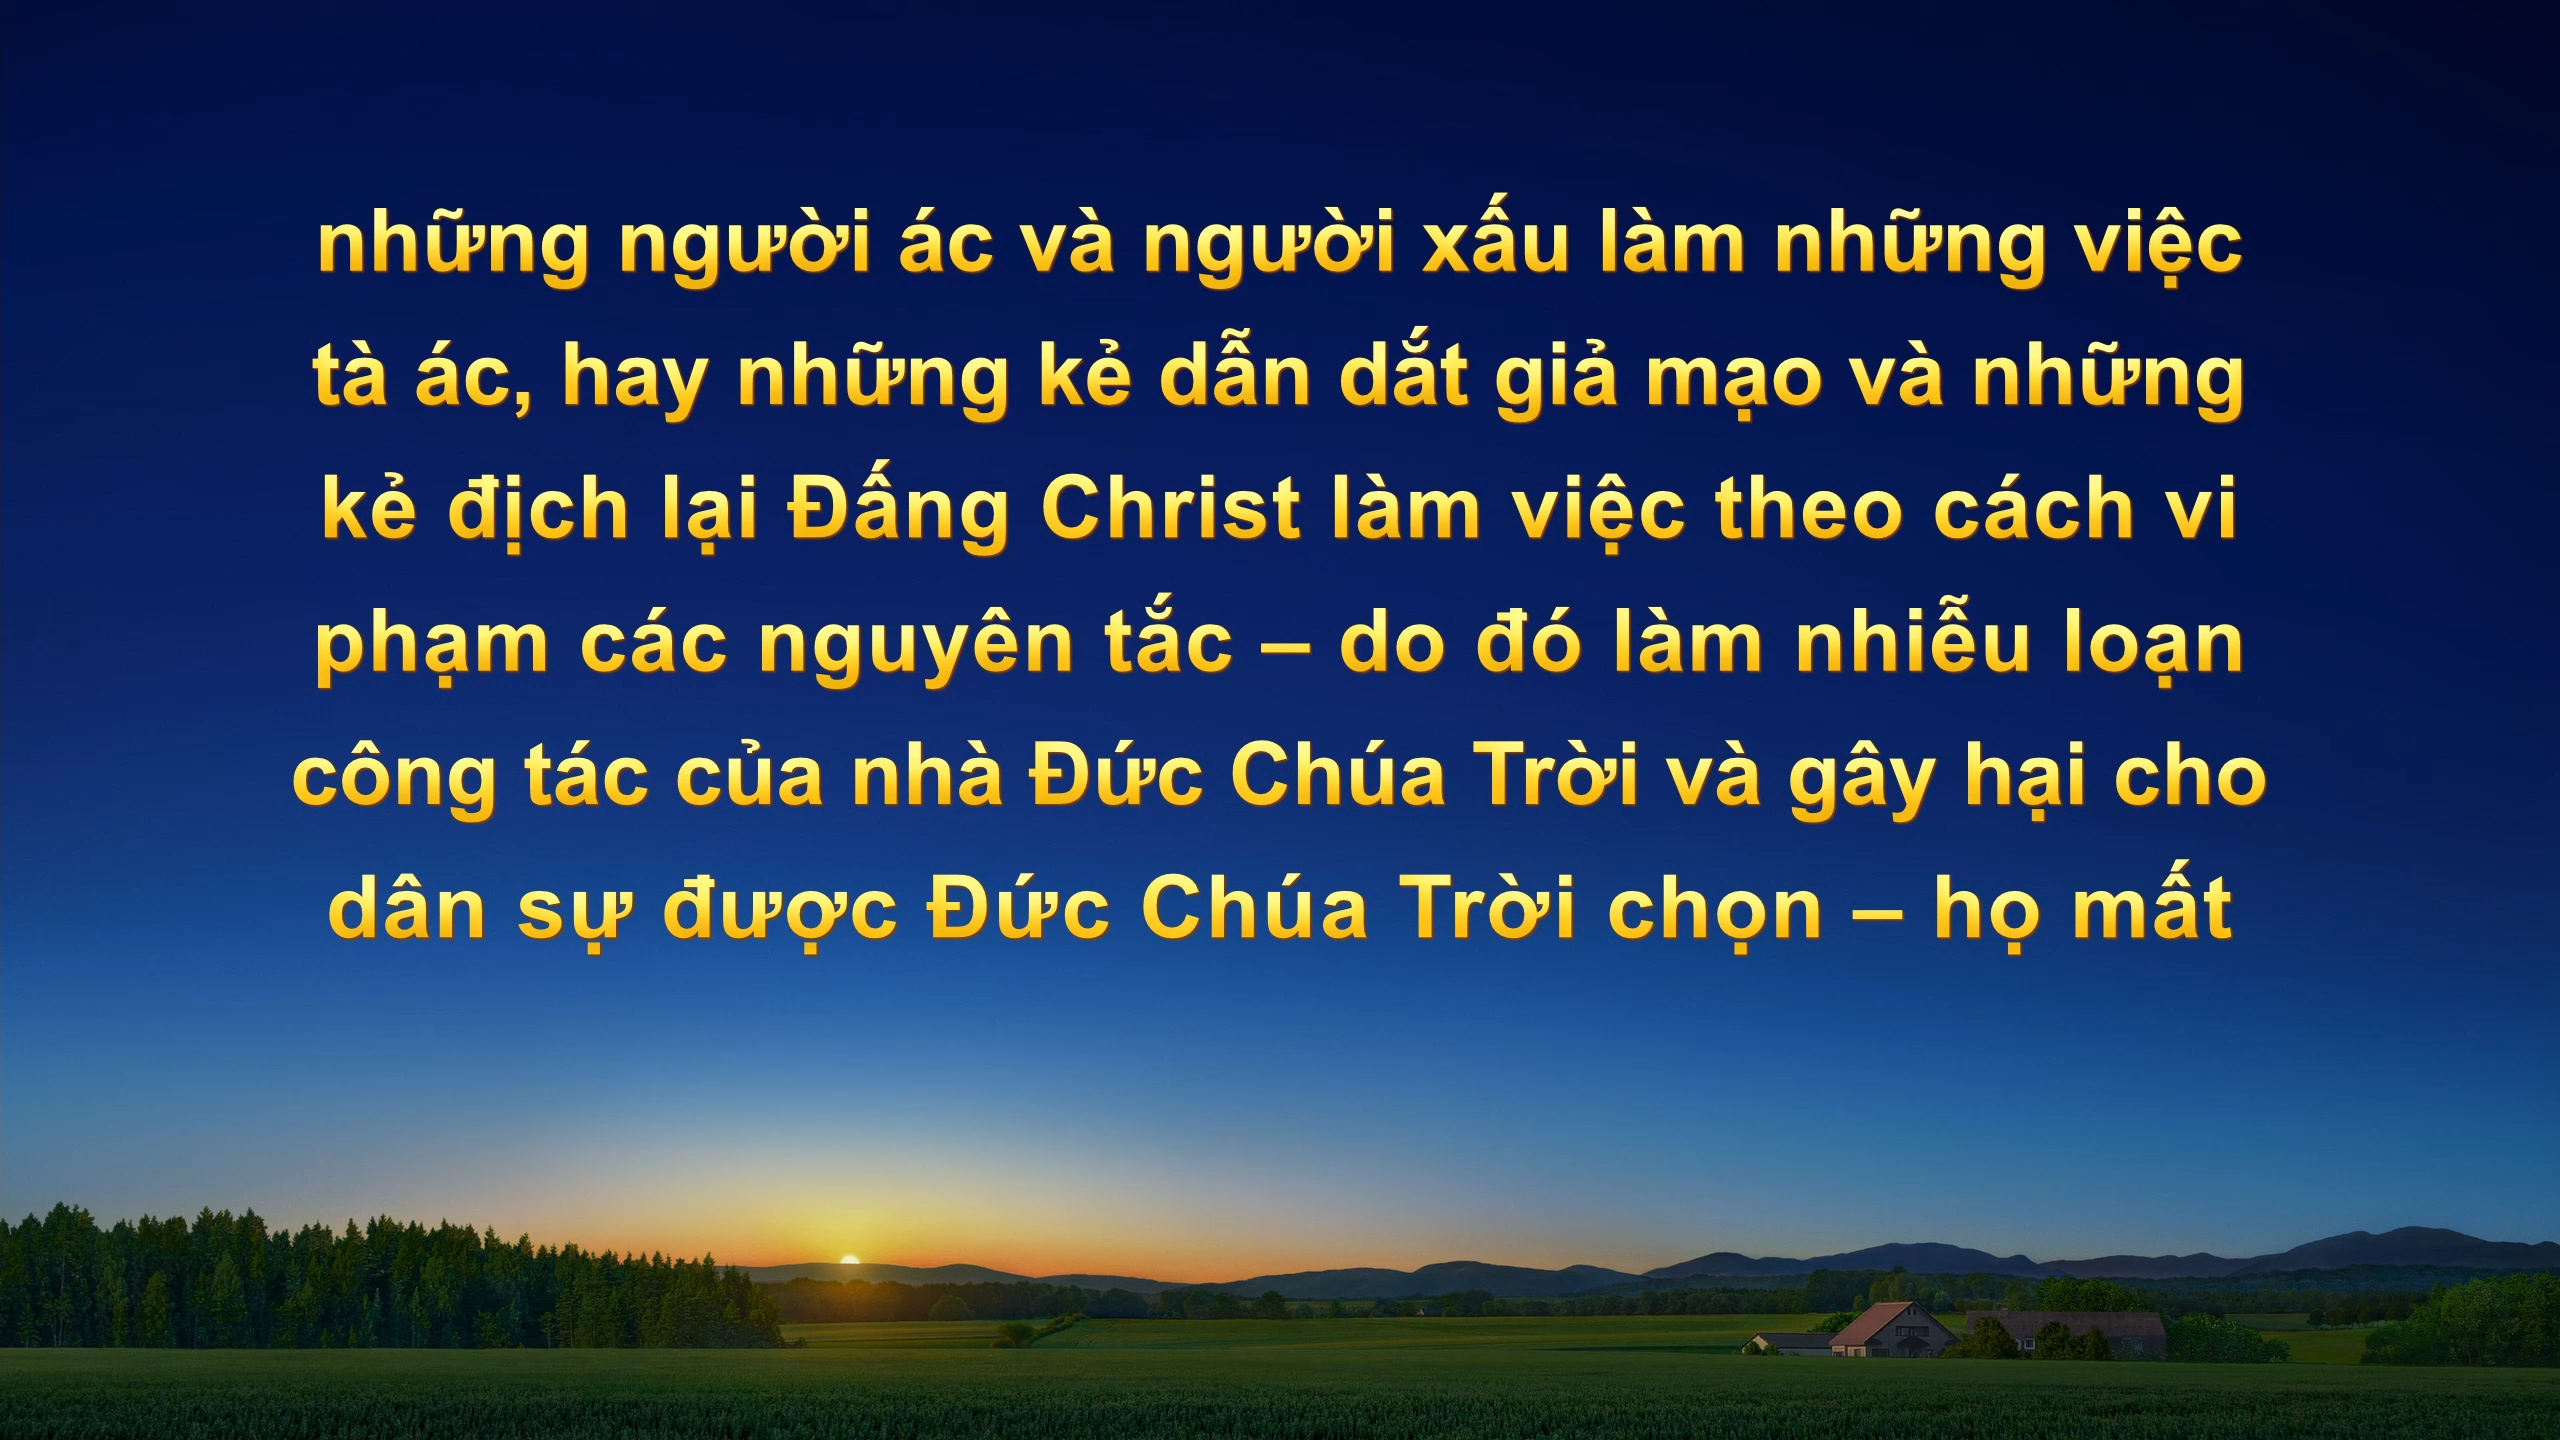 những người ác và người xấu làm những việc
tà ác, hay những kẻ dẫn dắt giả mạo và những
kẻ địch lại Đấng Christ làm việc theo cách vi
phạm các nguyên tắc – do đó làm nhiễu loạn
công tác của nhà Đức Chúa Trời và gây hại cho
dân sự được Đức Chúa Trời chọn – họ mất